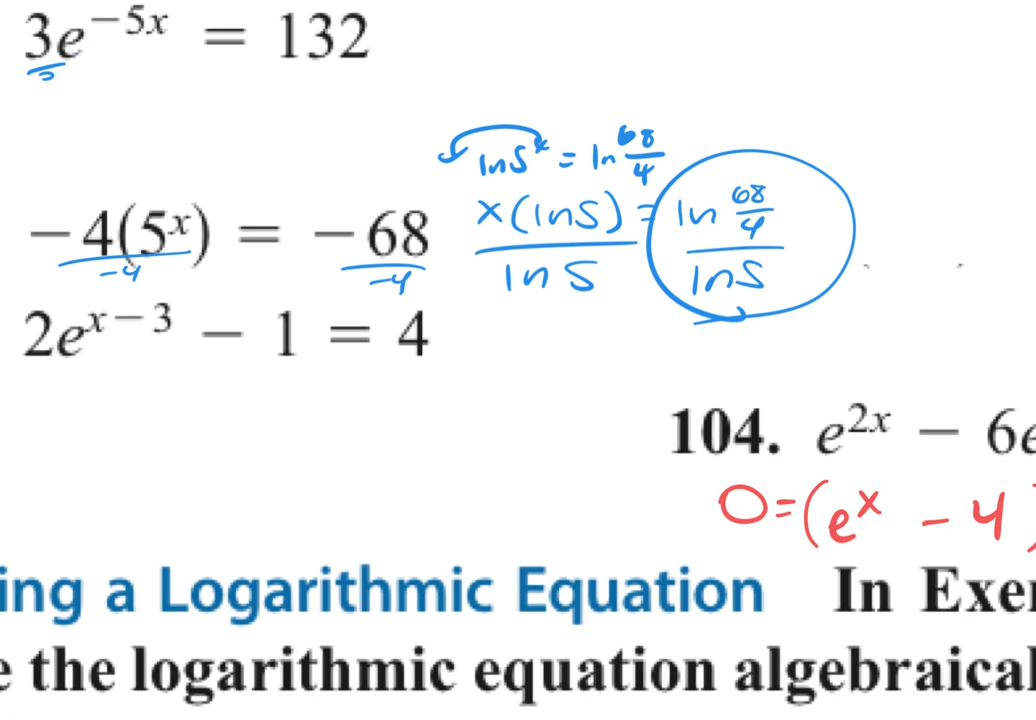 3e^{-5x} = 132
3
ln5^x = ln 68/4
-4(5^x) = -68
-4 -4
x(ln5) = ln 68/4
ln5 ln5
2e^{x-3} - 1 = 4
104. e^{2x} - 6e
0=(e^x - 4)
ing a Logarithmic Equation In Exer
e the logarithmic equation algebraical